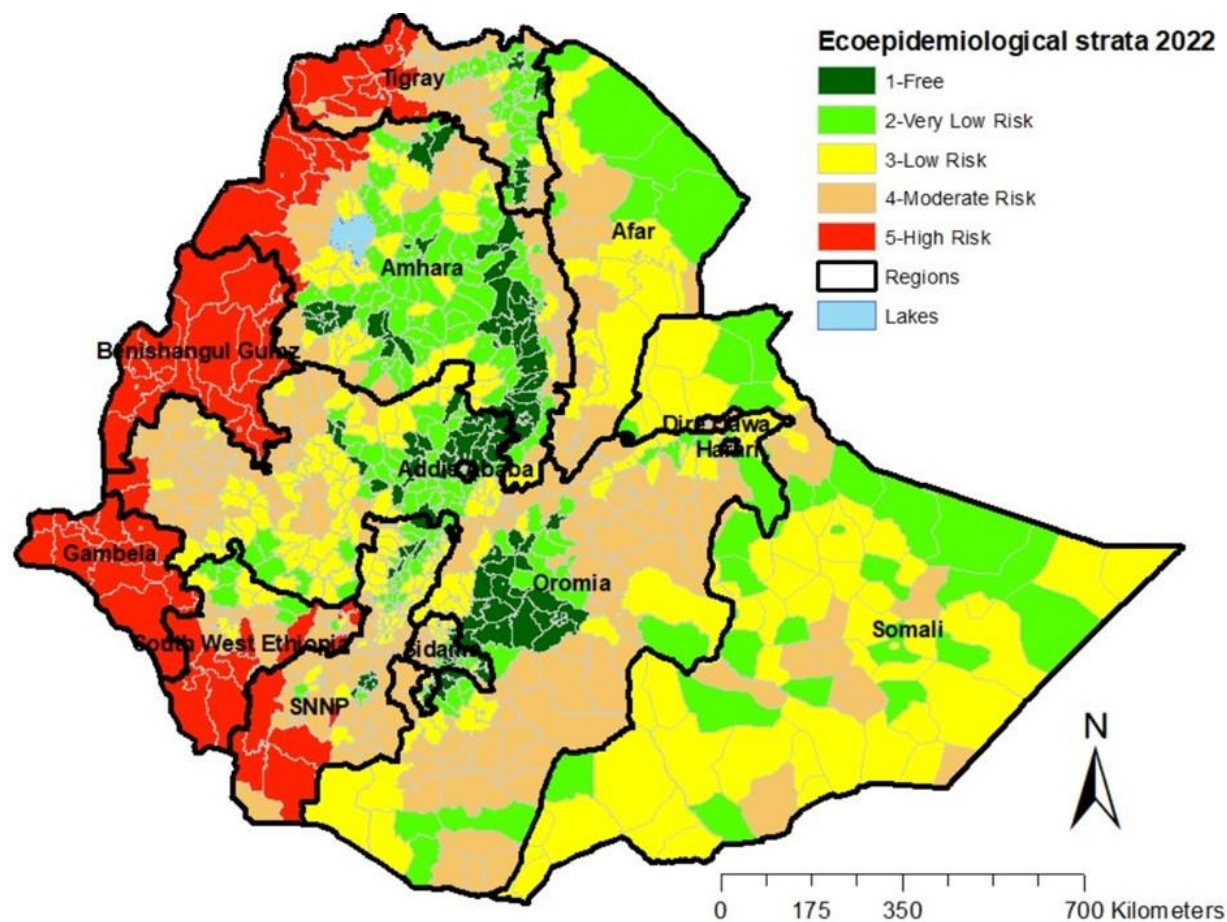 Ecoepidemiological strata 2022
1-Free
2-Very Low Risk
3-Low Risk
4-Moderate Risk
5-High Risk
Regions
Lakes
Tigray
Afar
Amhara
Benishangul Gumz
Dire Dawa
Harari
Addis Ababa
Gambela
Oromia
South West Ethiopia
Sidama
Somali
SNNP
N
0 175 350 700 Kilometers